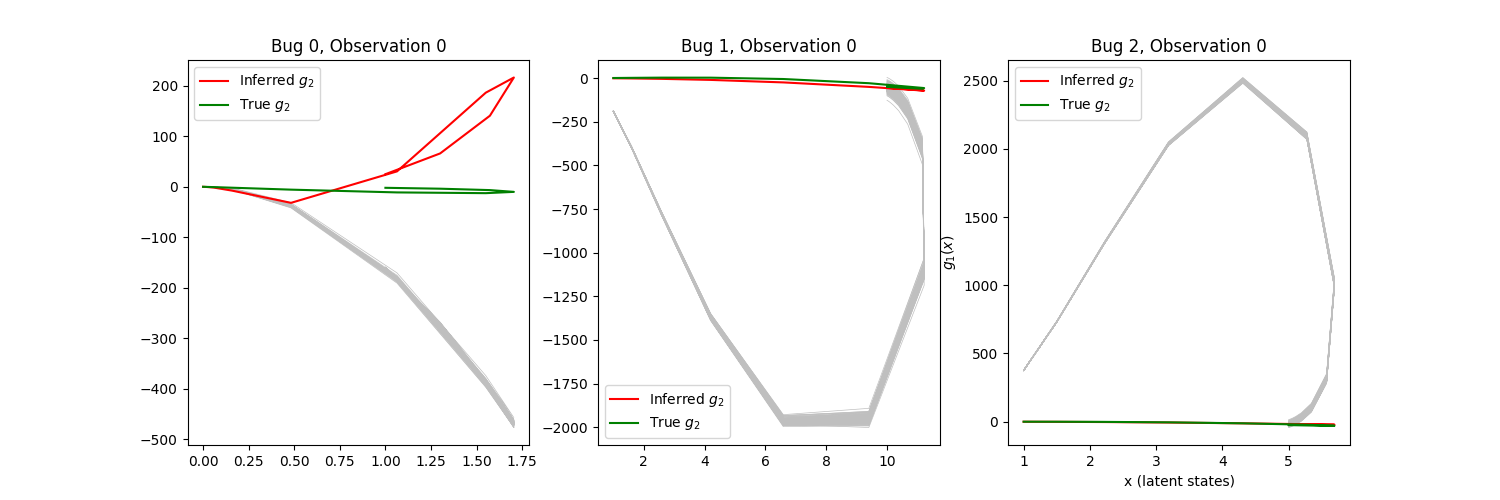 Bug 0, Observation 0
Inferred g₂
True g₂
200
100
0
−100
−200
−300
−400
−500
0.00 0.25 0.50 0.75 1.00 1.25 1.50 1.75
Bug 1, Observation 0
0
−250
−500
−750
−1000
−1250
−1500
−1750
−2000
Inferred g₂
True g₂
2 4 6 8 10
Bug 2, Observation 0
Inferred g₂
True g₂
g₁(x)
2500
2000
1500
1000
500
0
1 2 3 4 5
x (latent states)